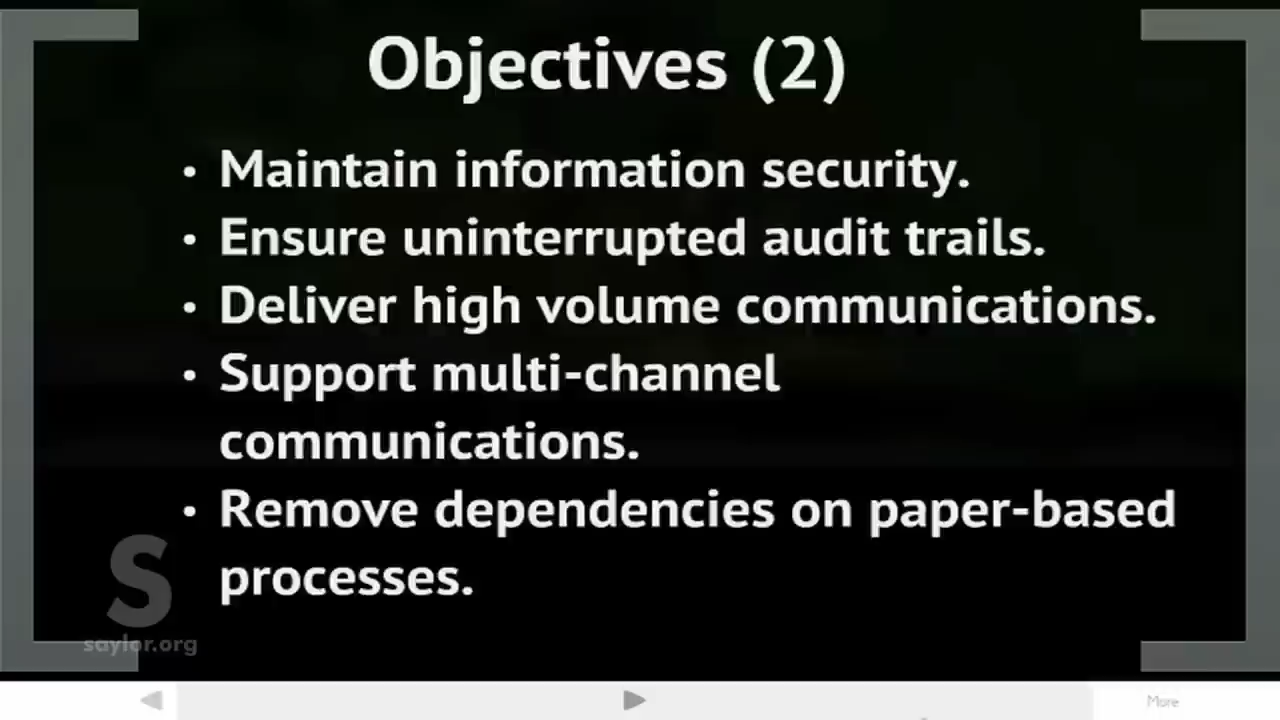 Objectives (2)
• Maintain information security.
• Ensure uninterrupted audit trails.
• Deliver high volume communications.
• Support multi-channel
communications.
• Remove dependencies on paper-based
processes.
S
saylor.org
More